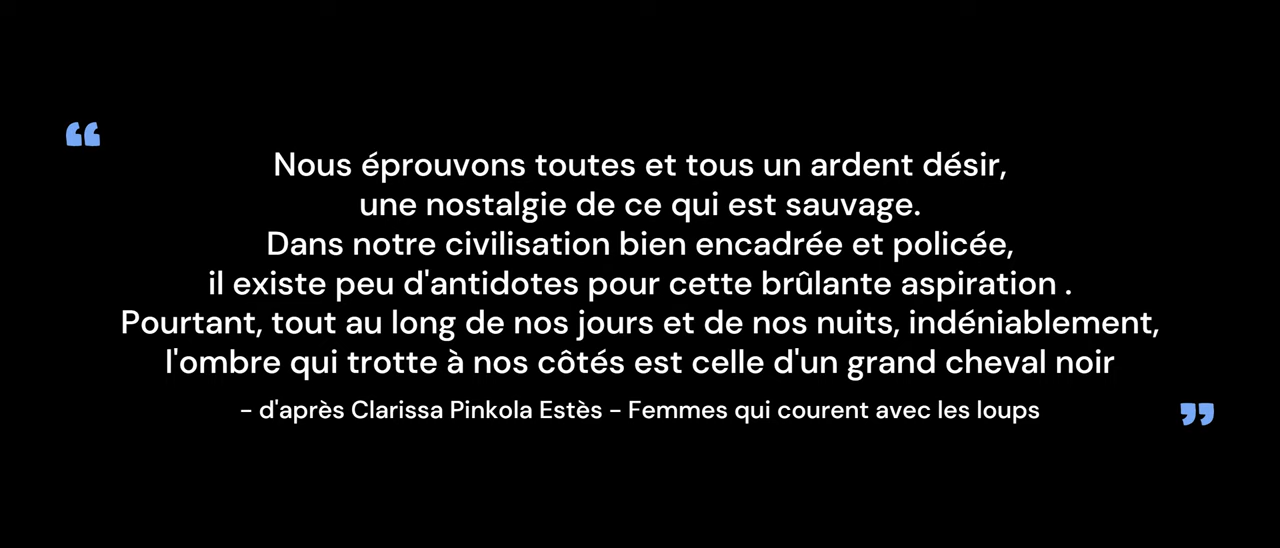 “
Nous éprouvons toutes et tous un ardent désir,
une nostalgie de ce qui est sauvage.
Dans notre civilisation bien encadrée et policée,
il existe peu d'antidotes pour cette brûlante aspiration .
Pourtant, tout au long de nos jours et de nos nuits, indéniablement,
l'ombre qui trotte à nos côtés est celle d'un grand cheval noir
- d'après Clarissa Pinkola Estès - Femmes qui courent avec les loups
”